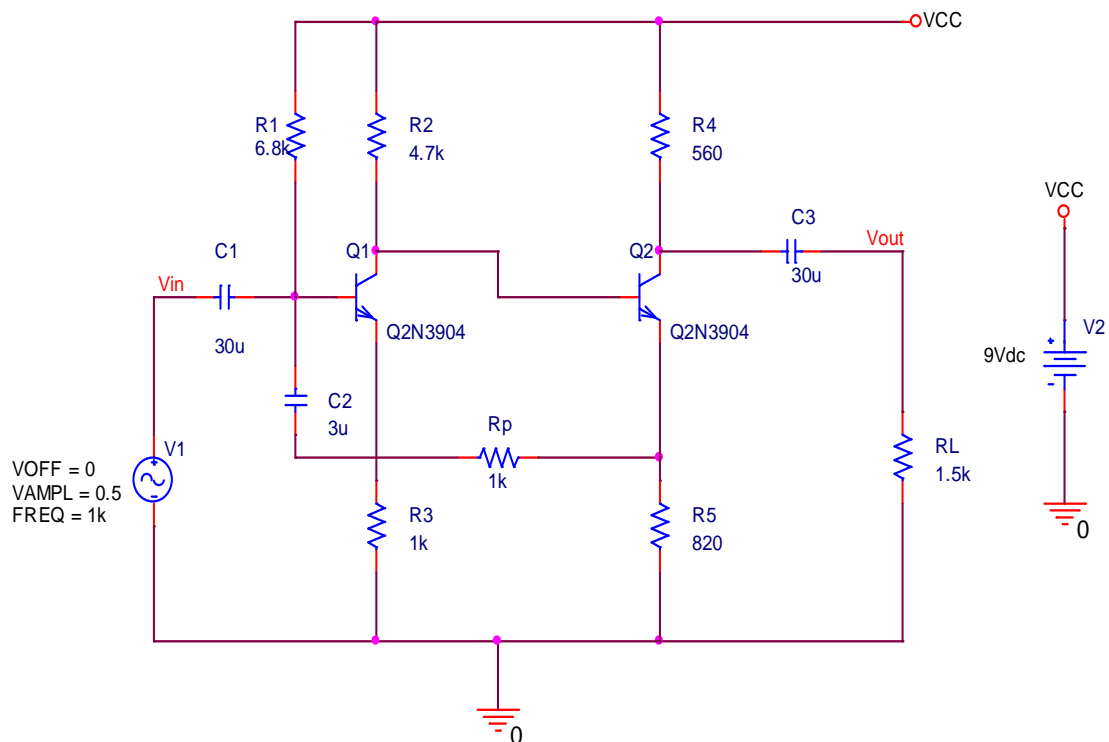 VCC
R1
6.8k
R2
4.7k
R4
560
VCC
C3
Vout
30u
C1
Q1
Q2
Vin
Q2N3904
Q2N3904
30u
V2
9Vdc
C2
3u
Rp
1k
V1
VOFF = 0
VAMPL = 0.5
FREQ = 1k
RL
1.5k
R3
1k
R5
820
0
0